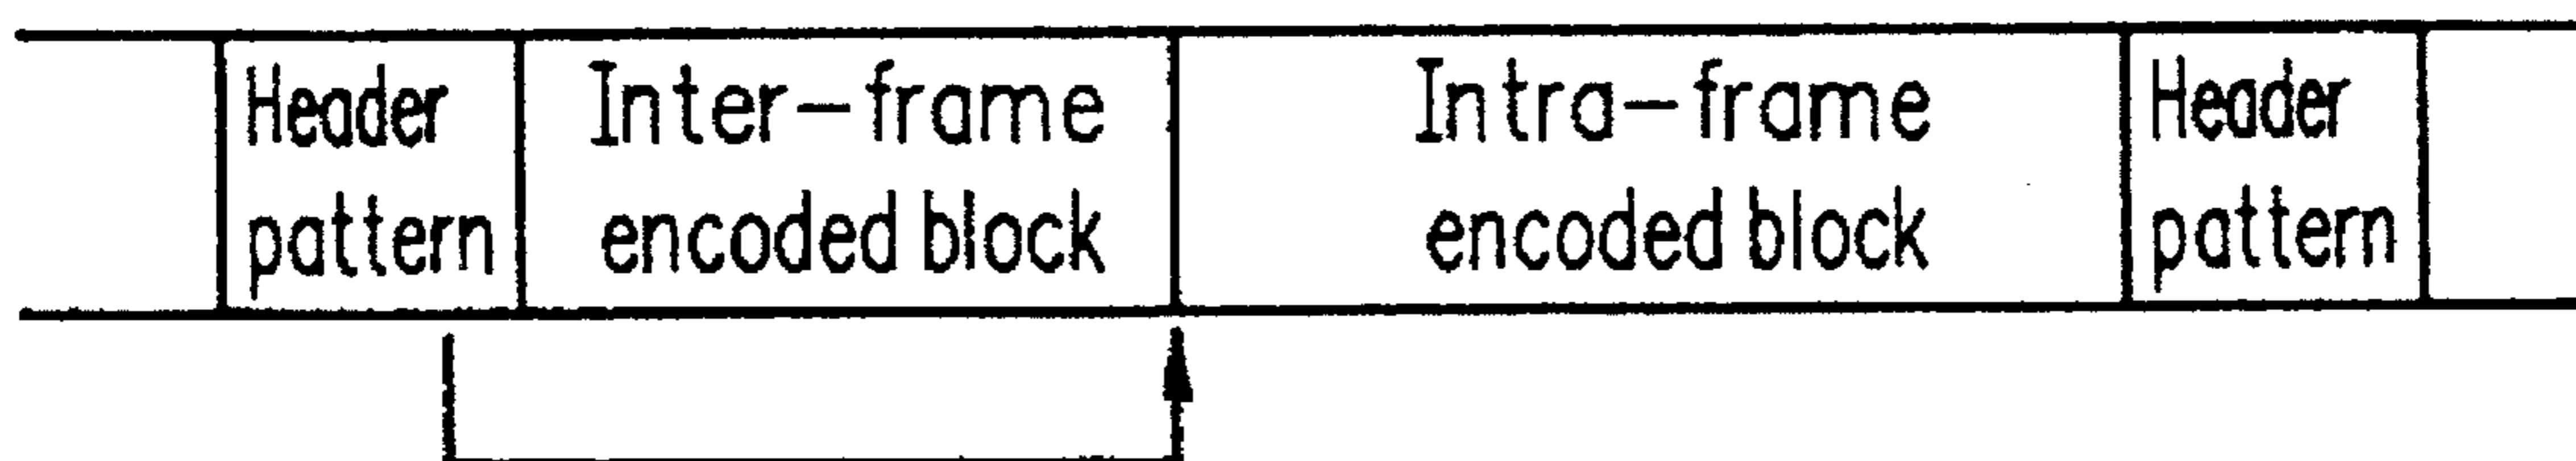 Header
pattern
Inter-frame
encoded block
Intra-frame
encoded block
Header
pattern